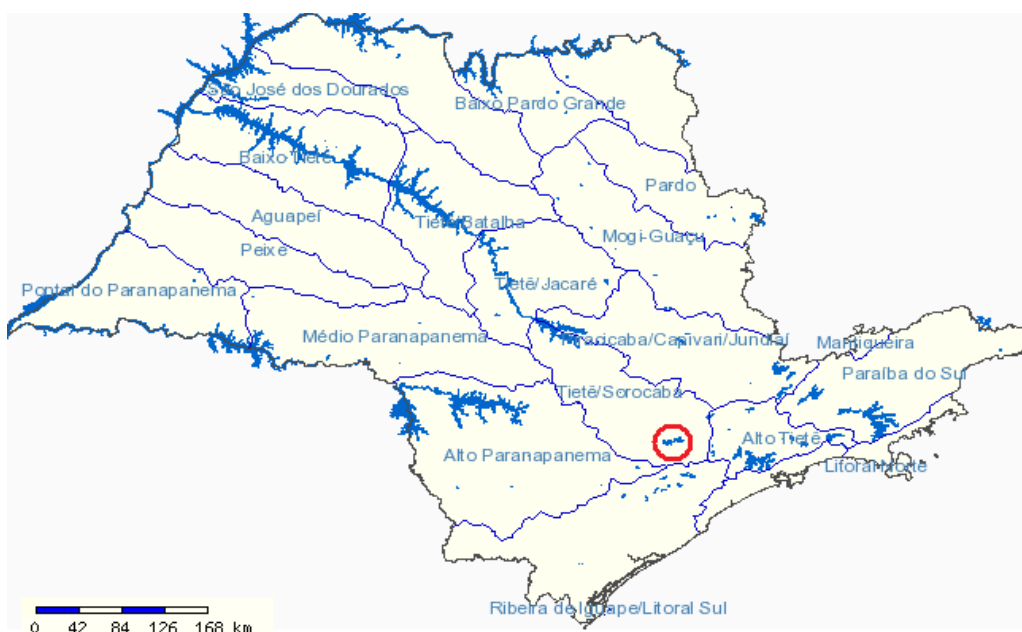 São José dos Dourados
Baixo Pardo Grande
Baixo Tietê
Pardo
Aguapeí
Tietê/Batalha
Mogi-Guaçu
Peixe
Tietê/Jacaré
Pontal do Paranapanema
Médio Paranapanema
Piracicaba/Capivari/Jundiaí
Mantiqueira
Paraíba do Sul
Tietê/Sorocaba
Alto Tietê
Alto Paranapanema
Litoral Norte
Ribeira de Iguape/Litoral Sul
0 42 84 126 168 km